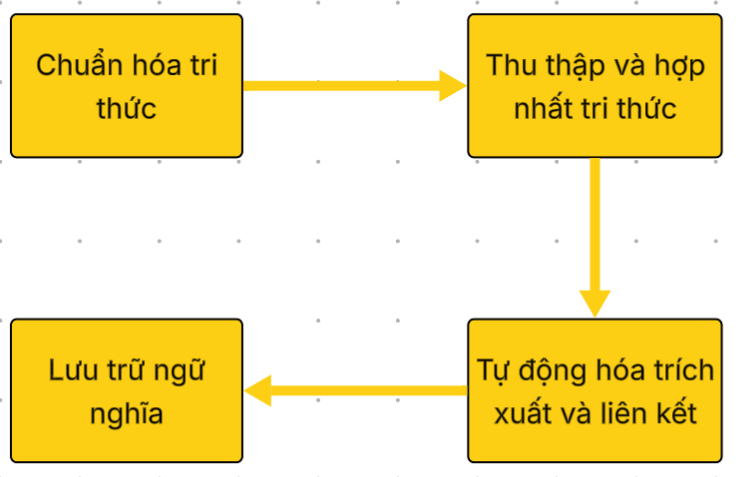 Chuẩn hóa tri
thức
Thu thập và hợp
nhất tri thức
Tự động hóa trích
xuất và liên kết
Lưu trữ ngữ
nghĩa